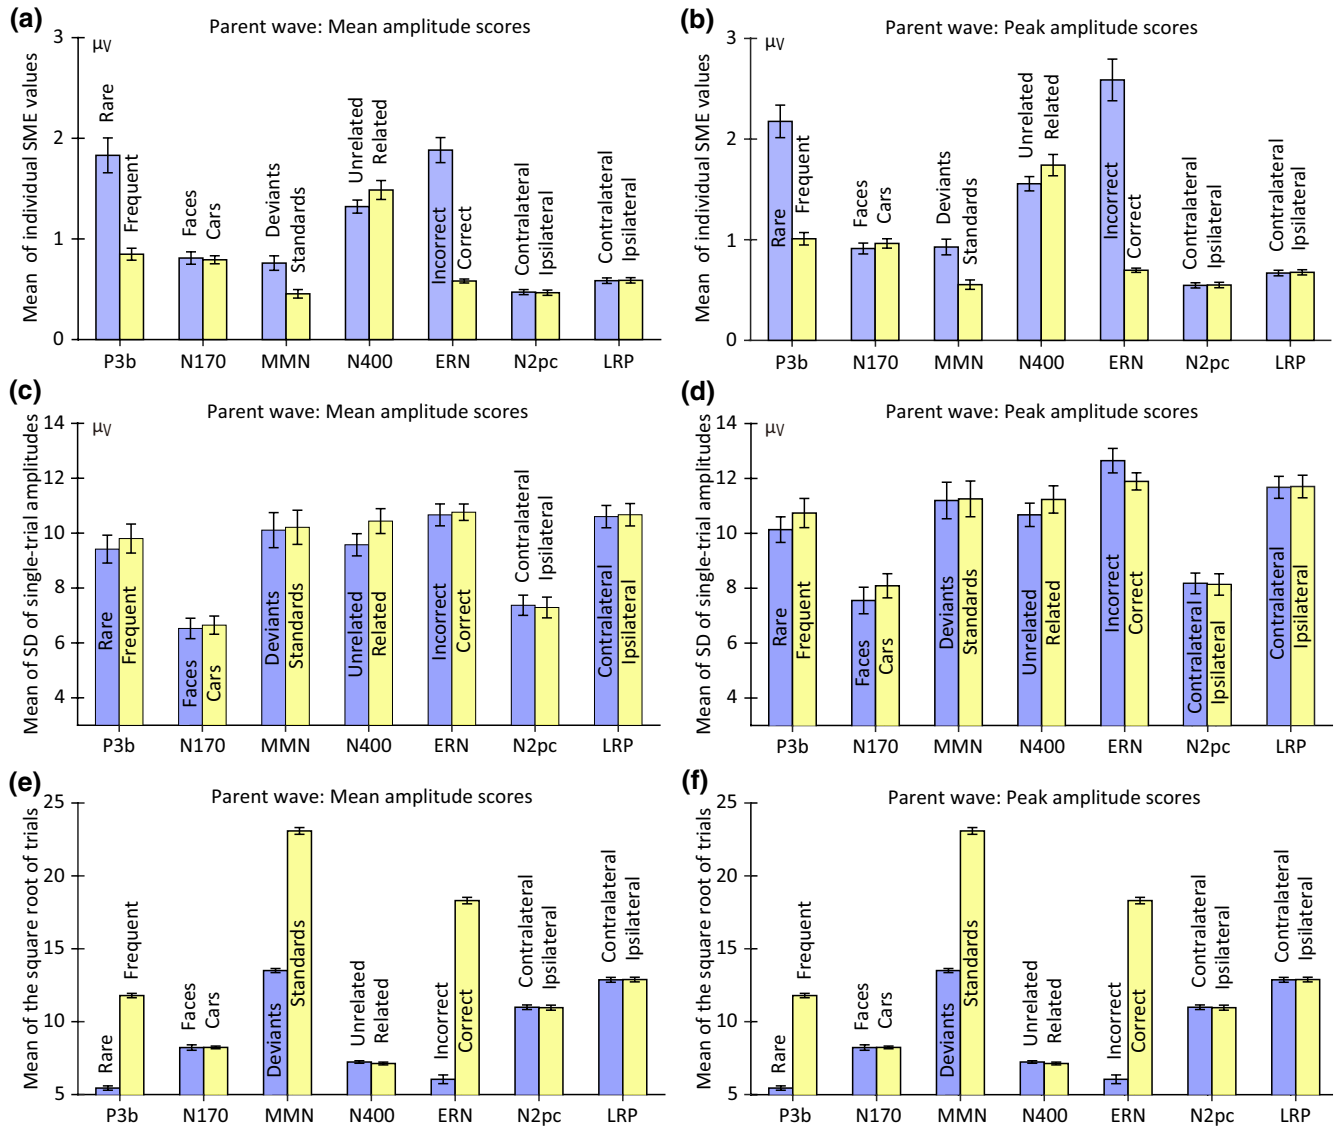 (a)
Parent wave: Mean amplitude scores
μV
Mean of individual SME values
3
2
1
0
Rare
Frequent
Faces
Cars
Deviants
Standards
Unrelated
Related
Incorrect
Correct
Contralateral
Ipsilateral
Contralateral
Ipsilateral
P3b N170 MMN N400 ERN N2pc LRP
(b)
Parent wave: Peak amplitude scores
μV
Mean of individual SME values
3
2
1
0
Rare
Frequent
Faces
Cars
Deviants
Standards
Unrelated
Related
Incorrect
Correct
Contralateral
Ipsilateral
Contralateral
Ipsilateral
P3b N170 MMN N400 ERN N2pc LRP
(c)
Parent wave: Mean amplitude scores
μV
Mean of SD of single-trial amplitudes
14
12
10
8
6
4
Rare
Frequent
Faces
Cars
Deviants
Standards
Unrelated
Related
Incorrect
Correct
Contralateral
Ipsilateral
Contralateral
Ipsilateral
P3b N170 MMN N400 ERN N2pc LRP
(d)
Parent wave: Peak amplitude scores
μV
Mean of SD of single-trial amplitudes
14
12
10
8
6
4
Rare
Frequent
Faces
Cars
Deviants
Standards
Unrelated
Related
Incorrect
Correct
Contralateral
Ipsilateral
Contralateral
Ipsilateral
P3b N170 MMN N400 ERN N2pc LRP
(e)
Parent wave: Mean amplitude scores
Mean of the square root of trials
25
20
15
10
5
Rare
Frequent
Faces
Cars
Deviants
Standards
Unrelated
Related
Incorrect
Correct
Contralateral
Ipsilateral
Contralateral
Ipsilateral
P3b N170 MMN N400 ERN N2pc LRP
(f)
Parent wave: Peak amplitude scores
Mean of the square root of trials
25
20
15
10
5
Rare
Frequent
Faces
Cars
Deviants
Standards
Unrelated
Related
Incorrect
Correct
Contralateral
Ipsilateral
Contralateral
Ipsilateral
P3b N170 MMN N400 ERN N2pc LRP